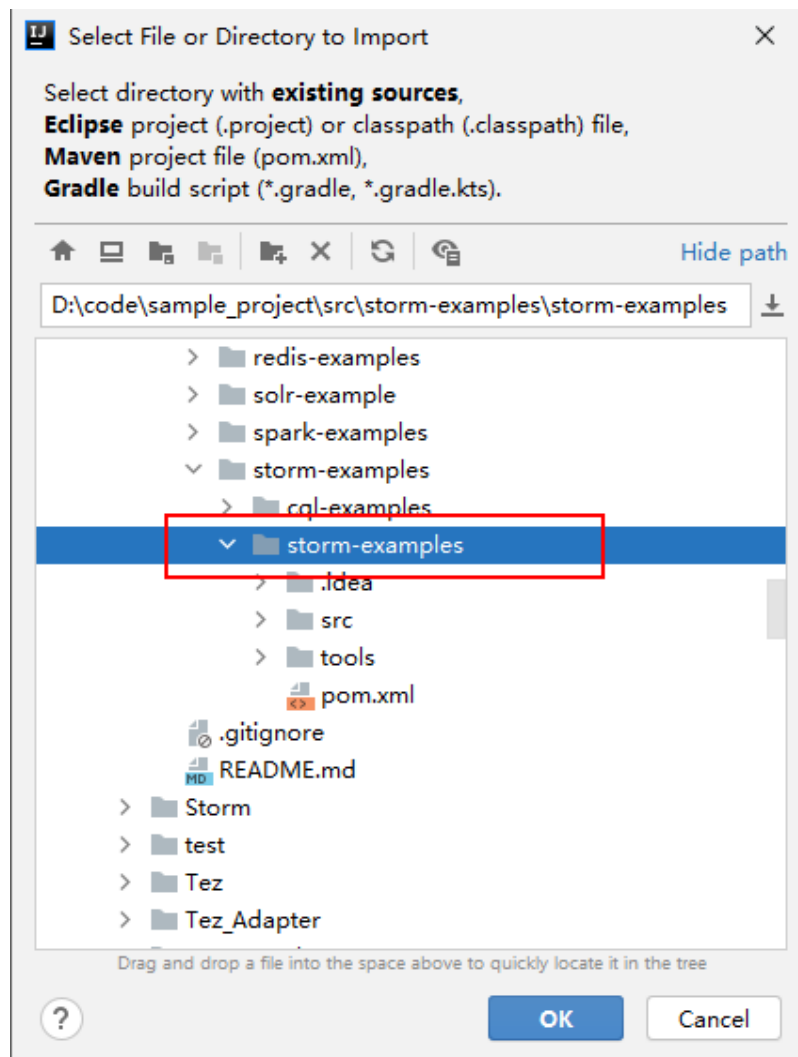 Select File or Directory to Import
Select directory with existing sources,
Eclipse project (.project) or classpath (.classpath) file,
Maven project file (pom.xml),
Gradle build script (*.gradle, *.gradle.kts).
Hide path
D:\code\sample_project\src\storm-examples\storm-examples
redis-examples
solr-example
spark-examples
storm-examples
cql-examples
storm-examples
.idea
src
tools
pom.xml
.gitignore
README.md
Storm
test
Tez
Tez_Adapter
Drag and drop a file into the space above to quickly locate it in the tree
?
OK
Cancel